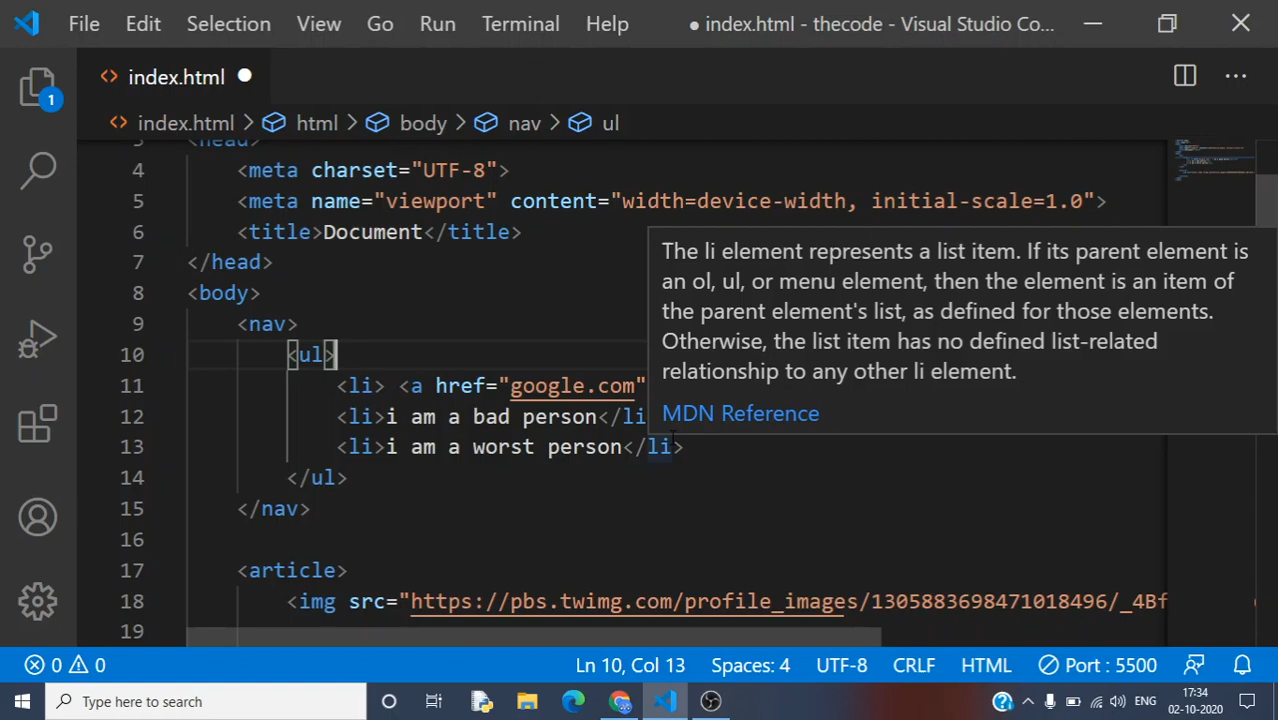 File Edit Selection View Go Run Terminal Help ● index.html - thecode - Visual Studio Co...
index.html
index.html > html > body > nav > ul
3 <head>
4 <meta charset="UTF-8">
5 <meta name="viewport" content="width=device-width, initial-scale=1.0">
6 <title>Document</title>
7 </head>
8 <body>
9 <nav>
10 <ul>
11 <li> <a href="google.com"
12 <li>i am a bad person</li
13 <li>i am a worst person</li>
14 </ul>
15 </nav>
16
17 <article>
18 <img src="https://pbs.twimg.com/profile_images/1305883698471018496/_4Bf
19
The li element represents a list item. If its parent element is
an ol, ul, or menu element, then the element is an item of
the parent element's list, as defined for those elements.
Otherwise, the list item has no defined list-related
relationship to any other li element.
MDN Reference
1
0 0 Ln 10, Col 13 Spaces: 4 UTF-8 CRLF HTML Port : 5500
Type here to search ENG 17:34
02-10-2020